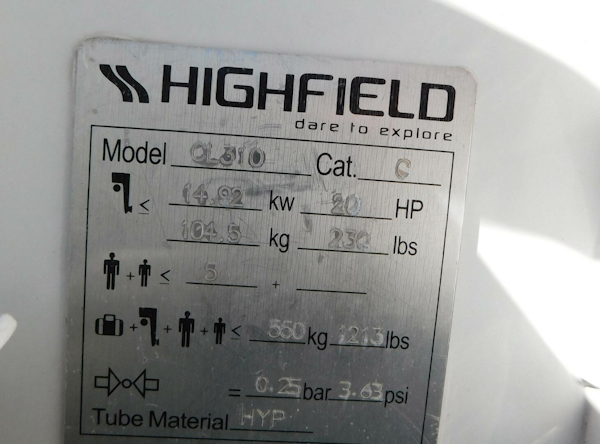 HIGHFIELD
dare to explore
Model CL310 Cat. C
≤ 14.92 kw 20 HP
104.5 kg 230 lbs
+ ≤ 5 +
+ + + ≤ 550 kg 1213 lbs
= 0.25 bar 3.63 psi
Tube Material HYP